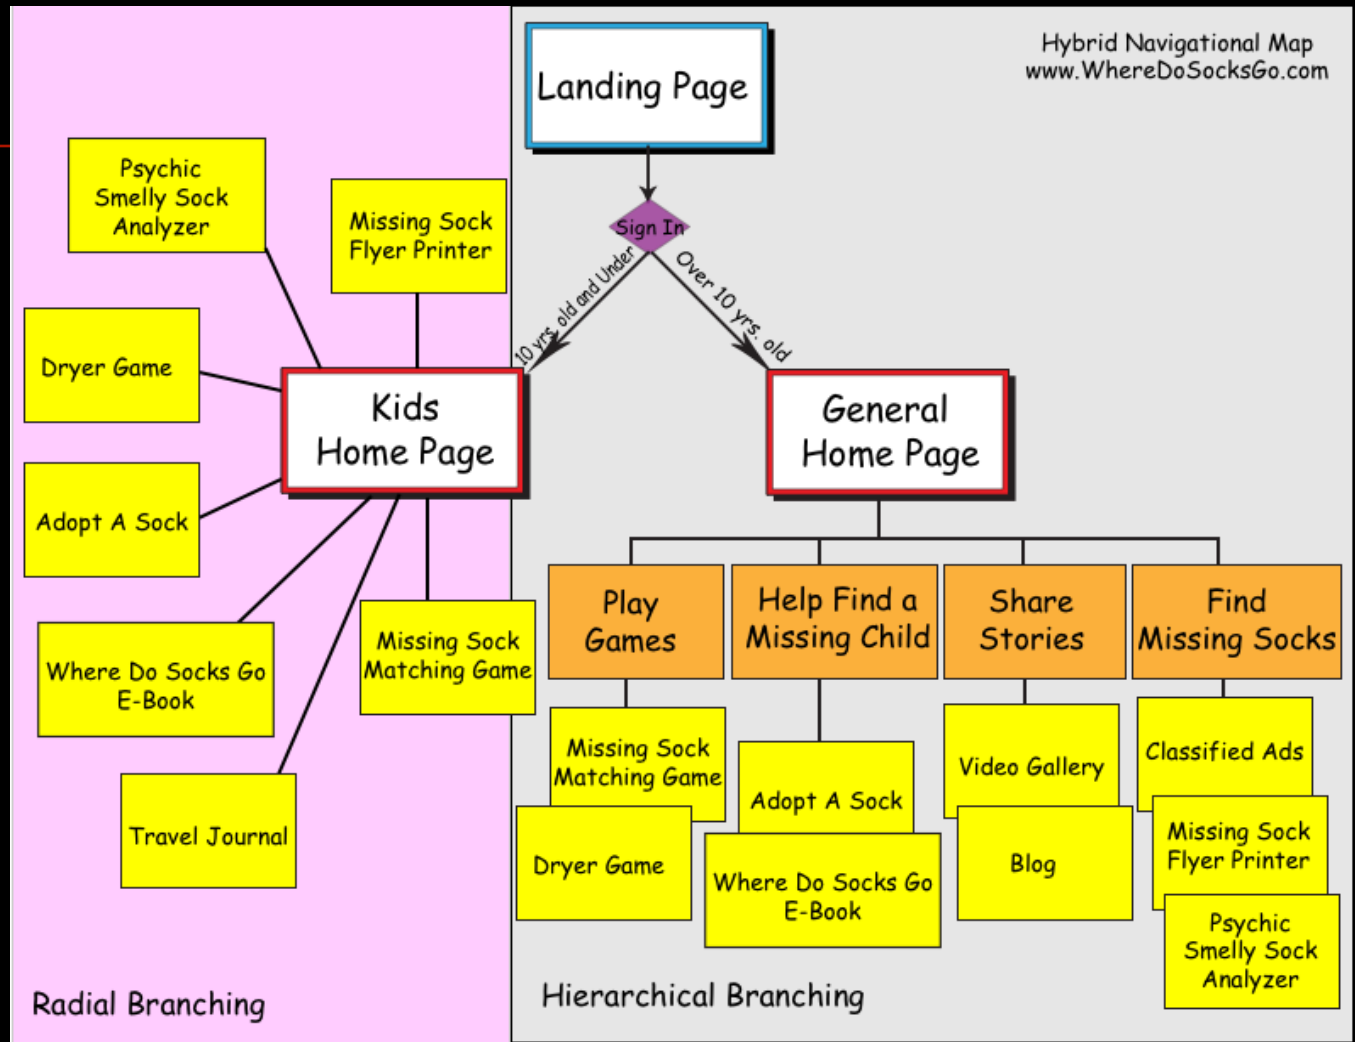 Hybrid Navigational Map
www.WhereDoSocksGo.com
Landing Page
Sign In
10 yrs. old and Under
Over 10 yrs. old
Psychic
Smelly Sock
Analyzer
Missing Sock
Flyer Printer
Dryer Game
Kids
Home Page
Adopt A Sock
Where Do Socks Go
E-Book
Missing Sock
Matching Game
Travel Journal
Radial Branching
General
Home Page
Play
Games
Help Find a
Missing Child
Share
Stories
Find
Missing Socks
Missing Sock
Matching Game
Dryer Game
Adopt A Sock
Where Do Socks Go
E-Book
Video Gallery
Blog
Classified Ads
Missing Sock
Flyer Printer
Psychic
Smelly Sock
Analyzer
Hierarchical Branching